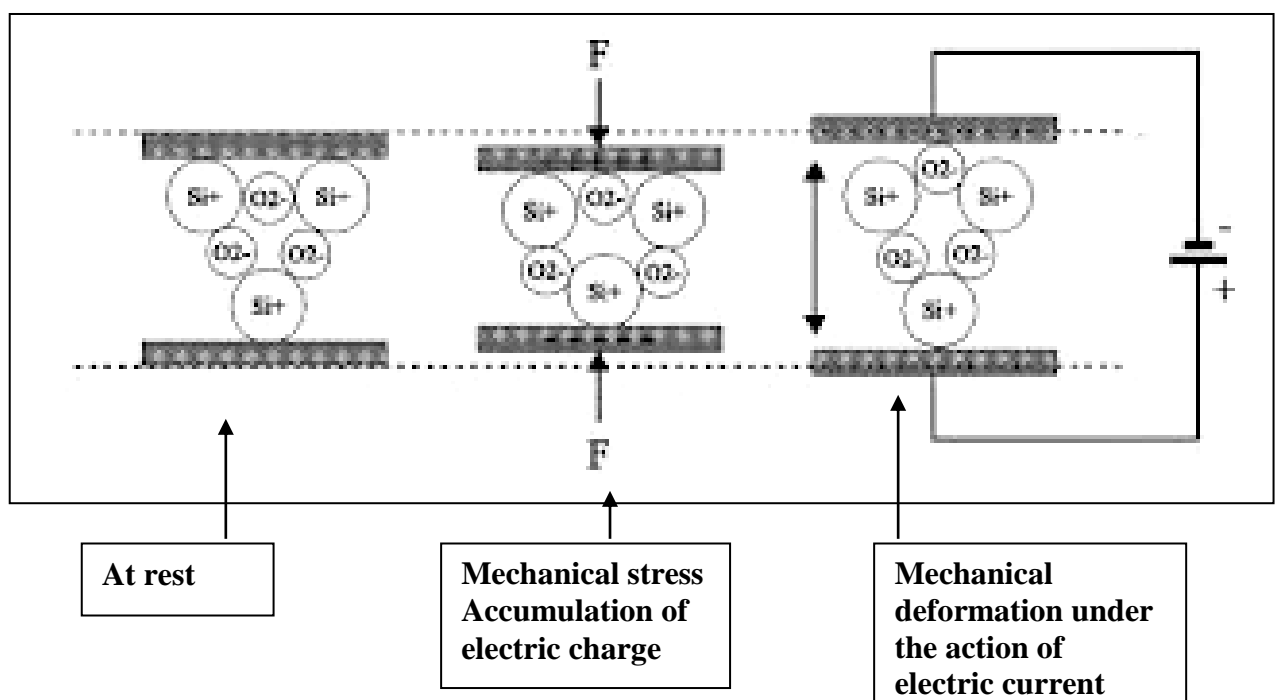 F
Si+ O2- Si+
O2- O2-
Si+
Si+ O2- Si+
O2- O2-
Si+
O2-
Si+ Si+
O2- O2-
Si+
-
+
F
At rest
Mechanical stress
Accumulation of
electric charge
Mechanical
deformation under
the action of
electric current